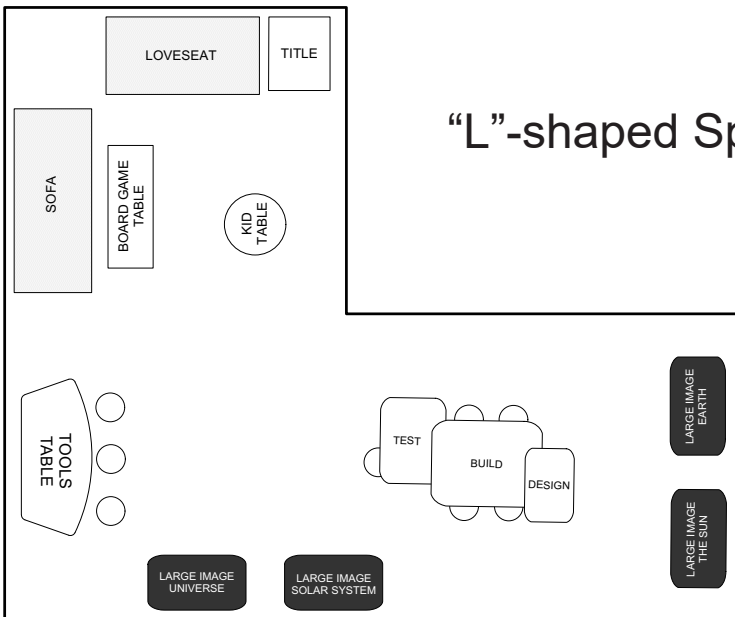 LOVESEAT
TITLE
“L”-shaped
SOFA
BOARD GAME
TABLE
KID
TABLE
LARGE IMAGE
EARTH
TOOLS
TABLE
TEST
BUILD
DESIGN
LARGE IMAGE
THE SUN
LARGE IMAGE
UNIVERSE
LARGE IMAGE
SOLAR SYSTEM